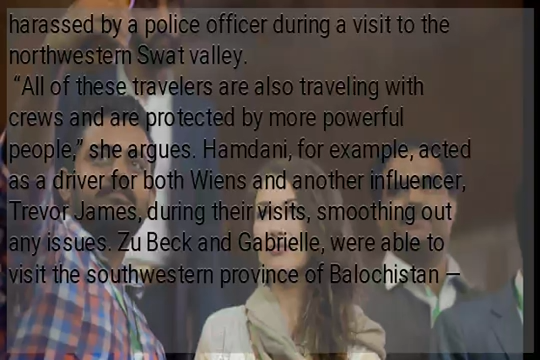 harassed by a police officer during a visit to the
northwestern Swat valley.
“All of these travelers are also traveling with
crews and are protected by more powerful
people,” she argues. Hamdani, for example, acted
as a driver for both Wiens and another influencer,
Trevor James, during their visits, smoothing out
any issues. Zu Beck and Gabrielle, were able to
visit the southwestern province of Balochistan —